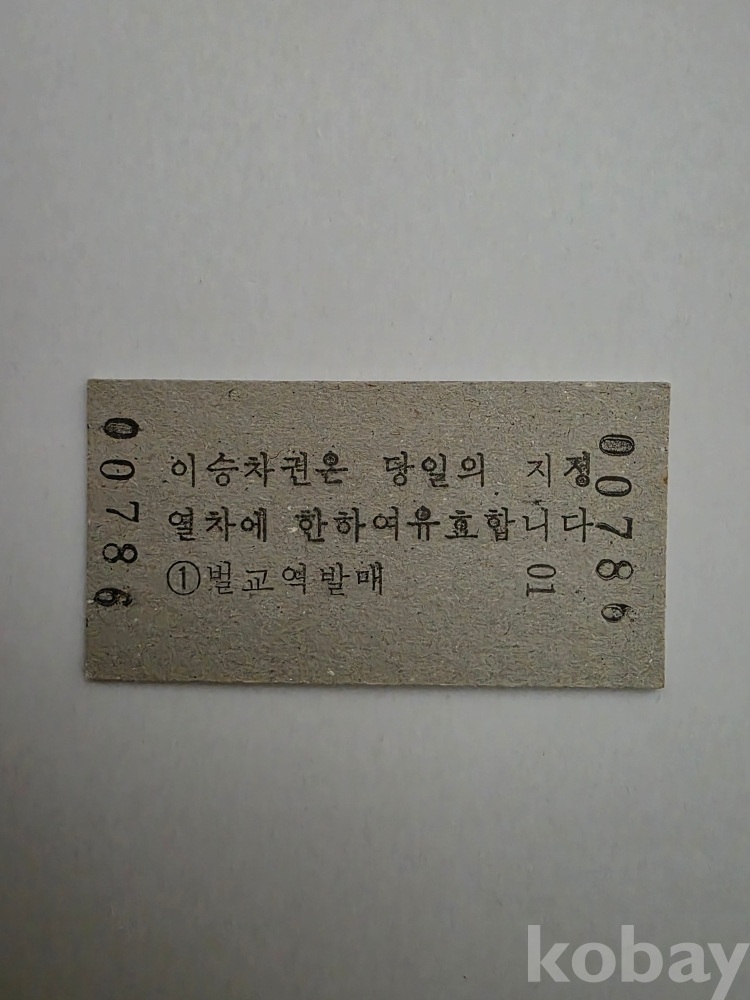 00786
이승차권은 당일의 지정
열차에 한하여유효합니다
①벌교역발매 01
00786
kobay